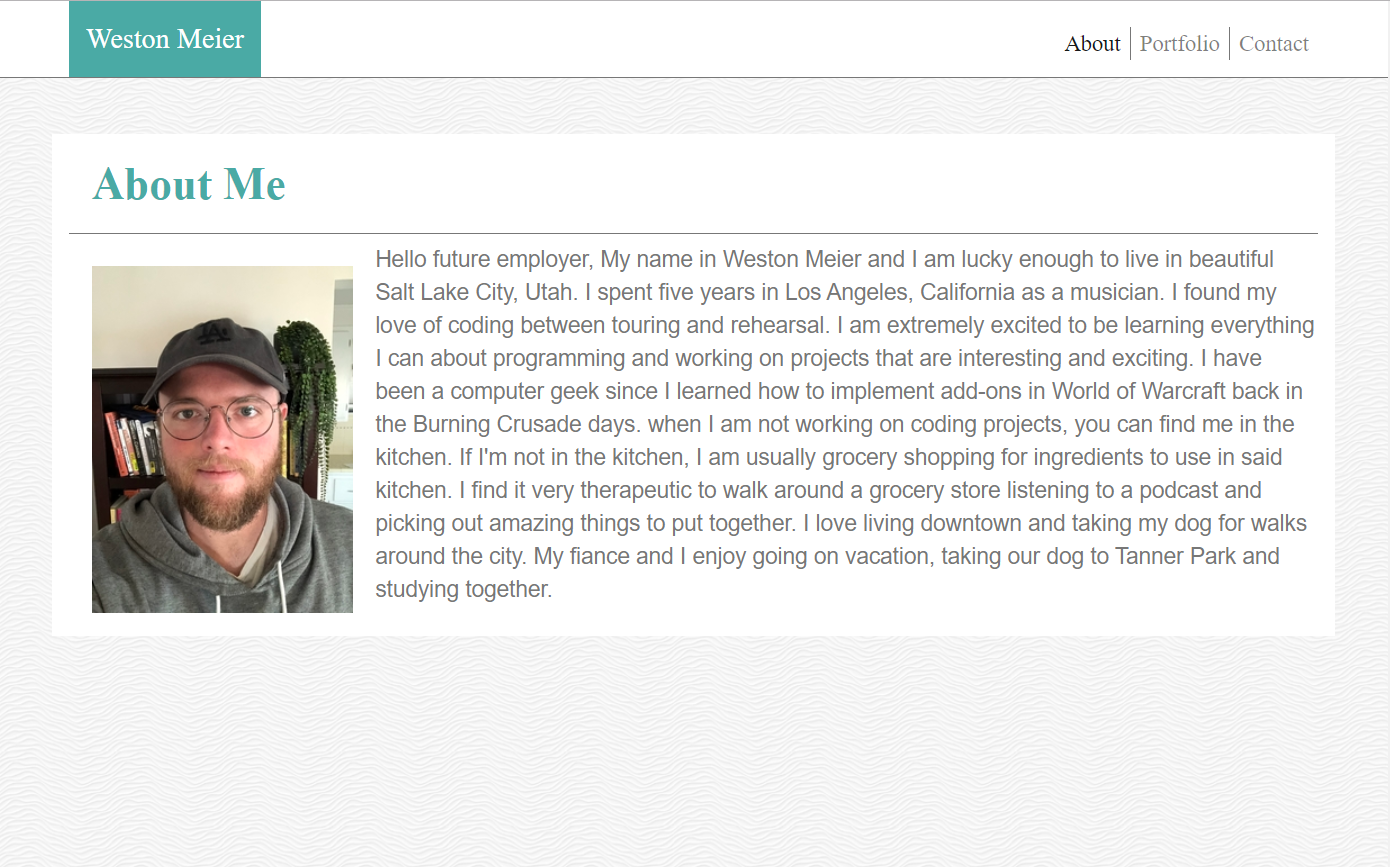 Weston Meier
About
Portfolio
Contact
About Me
Hello future employer, My name in Weston Meier and I am lucky enough to live in beautiful
Salt Lake City, Utah. I spent five years in Los Angeles, California as a musician. I found my
love of coding between touring and rehearsal. I am extremely excited to be learning everything
I can about programming and working on projects that are interesting and exciting. I have
been a computer geek since I learned how to implement add-ons in World of Warcraft back in
the Burning Crusade days. when I am not working on coding projects, you can find me in the
kitchen. If I'm not in the kitchen, I am usually grocery shopping for ingredients to use in said
kitchen. I find it very therapeutic to walk around a grocery store listening to a podcast and
picking out amazing things to put together. I love living downtown and taking my dog for walks
around the city. My fiance and I enjoy going on vacation, taking our dog to Tanner Park and
studying together.